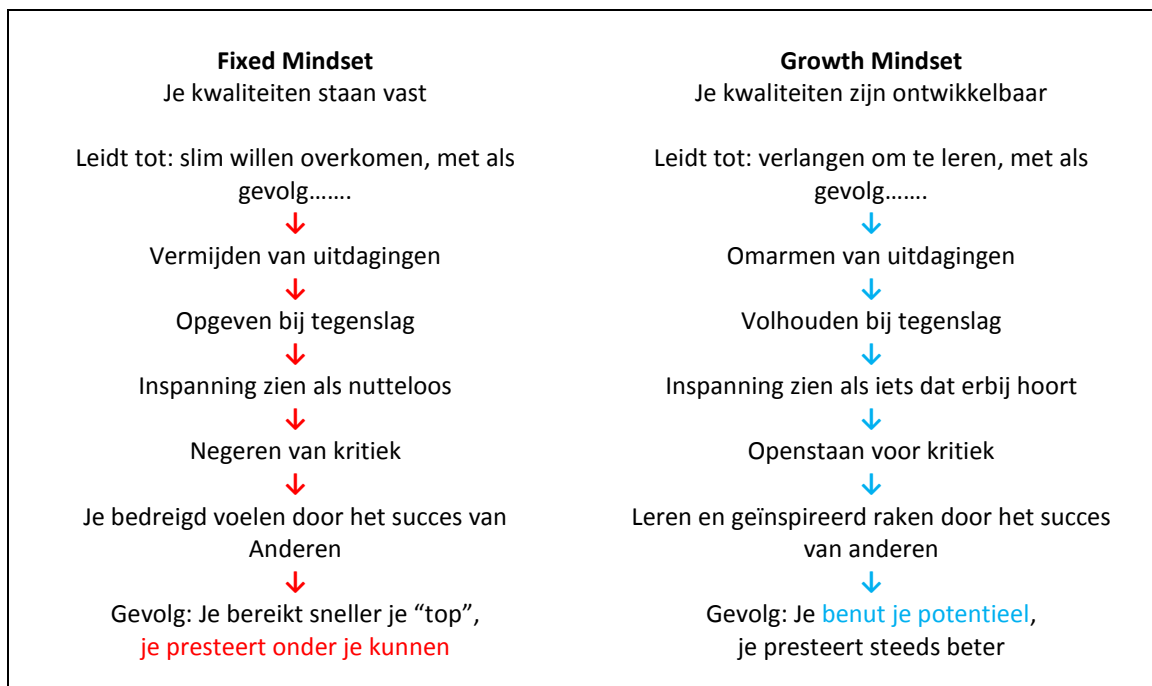 Fixed Mindset
Je kwaliteiten staan vast
Leidt tot: slim willen overkomen, met als
gevolg…….
↓
Vermijden van uitdagingen
↓
Opgeven bij tegenslag
↓
Inspanning zien als nutteloos
↓
Negeren van kritiek
↓
Je bedreigd voelen door het succes van
Anderen
↓
Gevolg: Je bereikt sneller je “top”,
je presteert onder je kunnen
Growth Mindset
Je kwaliteiten zijn ontwikkelbaar
Leidt tot: verlangen om te leren, met als
gevolg…….
↓
Omarmen van uitdagingen
↓
Volhouden bij tegenslag
↓
Inspanning zien als iets dat erbij hoort
↓
Openstaan voor kritiek
↓
Leren en geïnspireerd raken door het succes
van anderen
↓
Gevolg: Je benut je potentieel,
je presteert steeds beter